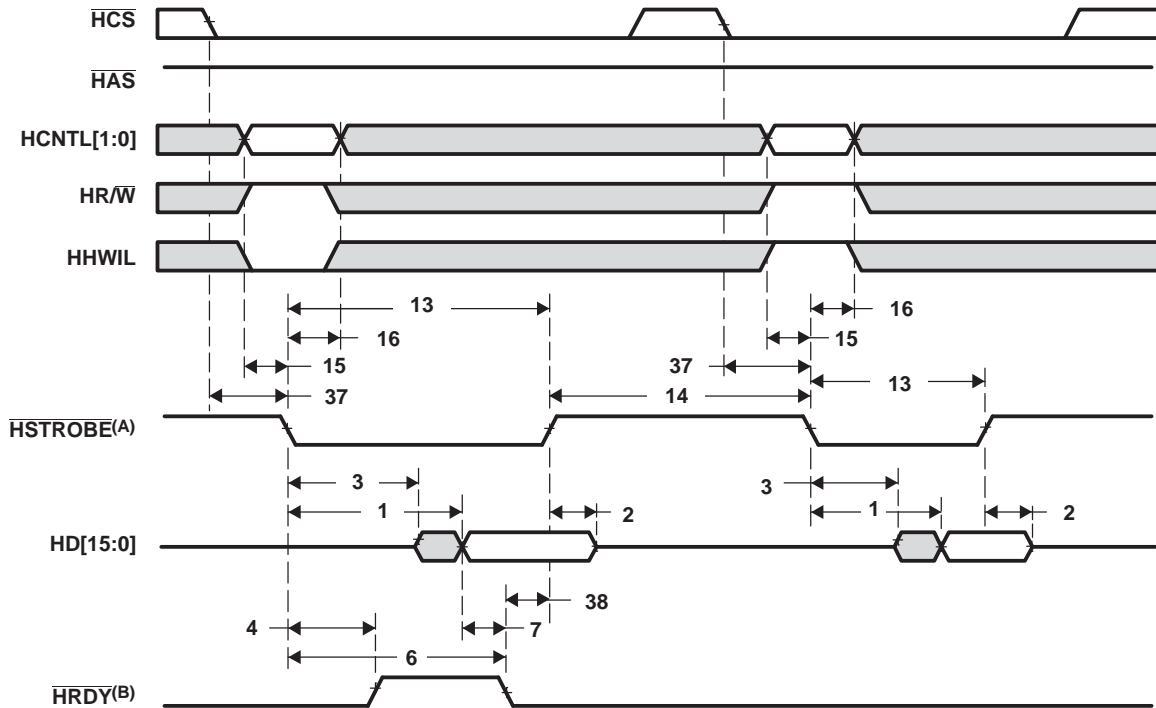 HCS
HAS
HCNTL[1:0]
HR/W
HHWIL
13
16
16
15
15
37
37
13
14
HSTROBE(A)
3
3
1
1
2
2
HD[15:0]
38
4
7
6
HRDY(B)